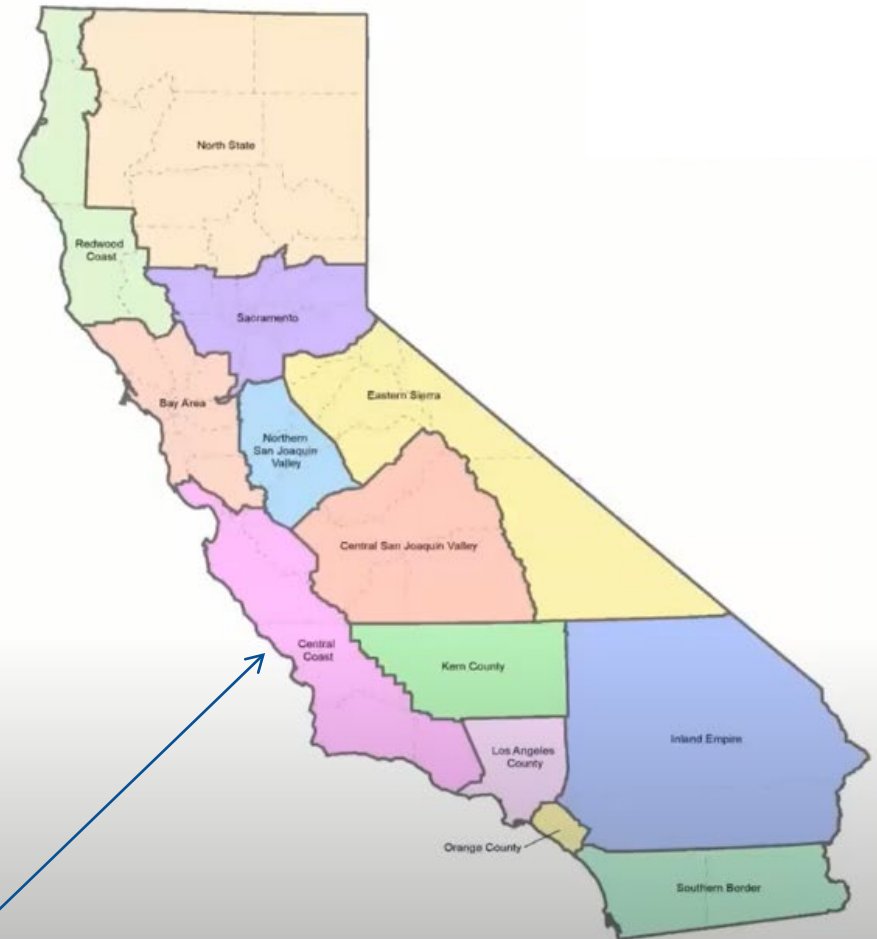 North State
Redwood
Coast
Sacramento
Bay Area
Eastern Sierra
Northern
San Joaquin
Valley
Central San Joaquin Valley
Central
Coast
Kern County
Inland Empire
Los Angeles
County
Orange County
Southern Border